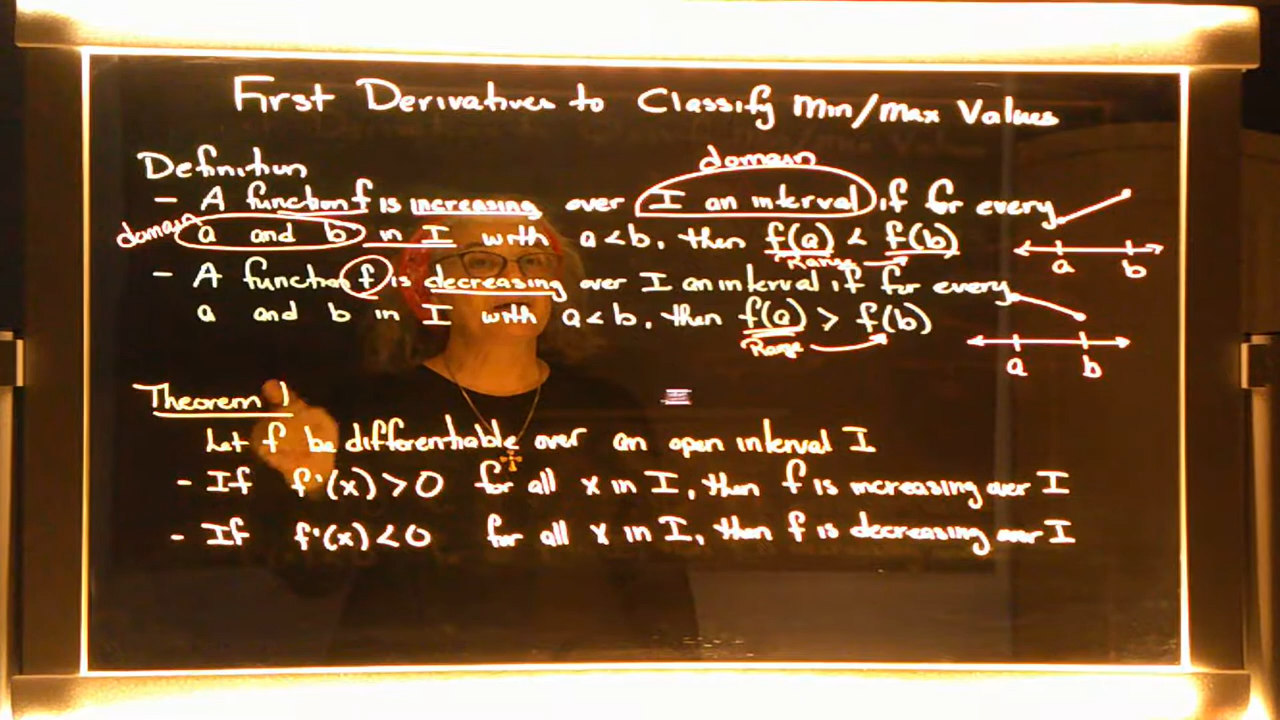 First Derivatives to Classify Min/max Values
Definition
domain
- A function f is increasing over I an interval if for every
domain a and b in I with a<b, then f(a) < f(b)
Range
a b
- A function f is decreasing over I an interval if for every
a and b in I with a<b, then f(a) > f(b)
Range
a b
Theorem 1
Let f be differentiable over an open interval I
- If f'(x) > 0 for all x in I, then f is increasing over I
- If f'(x) < 0 for all x in I, then f is decreasing over I